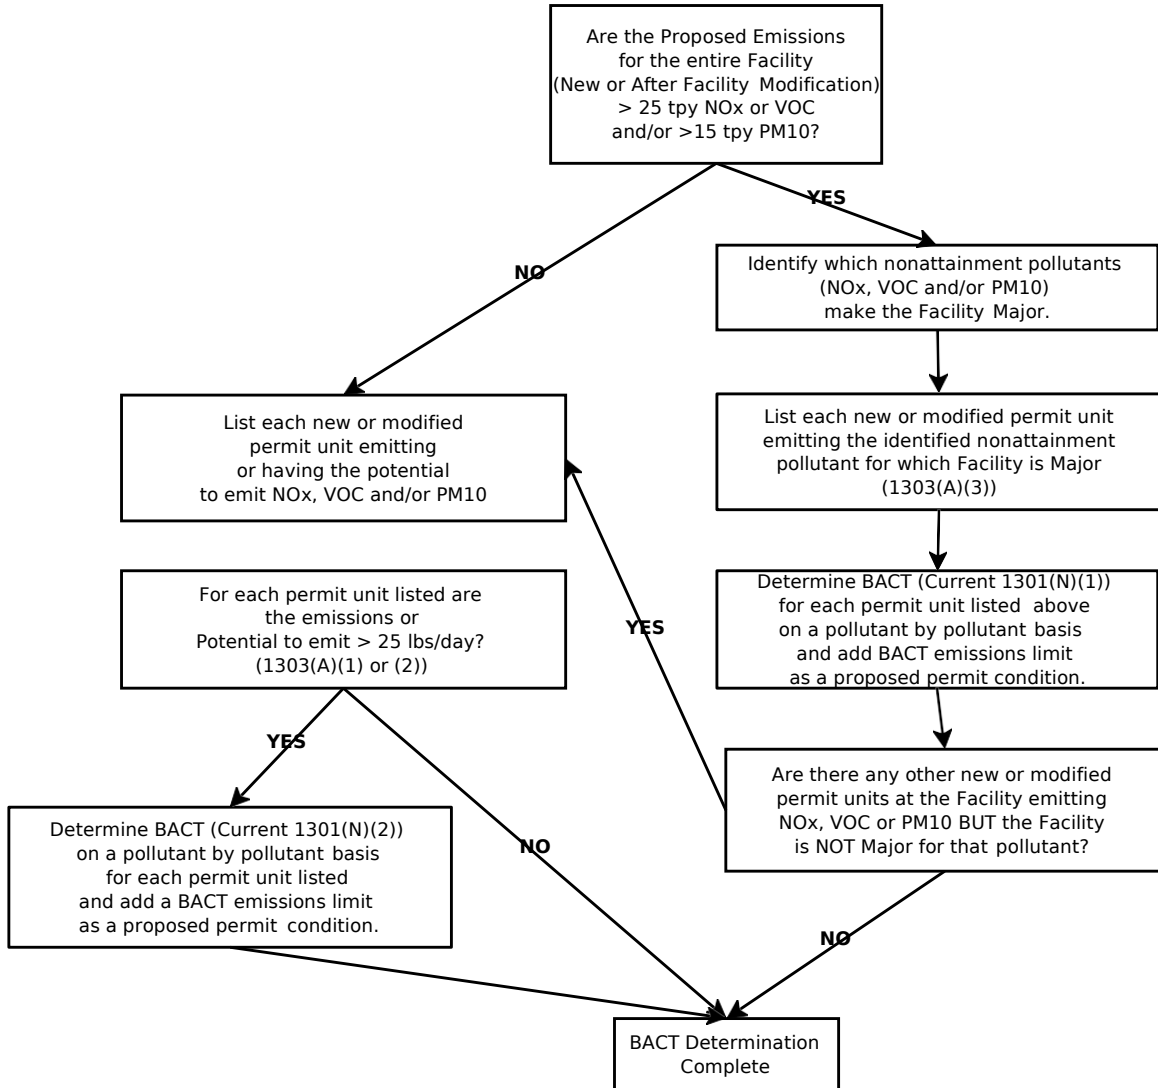 Are the Proposed Emissions
for the entire Facility
(New or After Facility Modification)
> 25 tpy NOx or VOC
and/or >15 tpy PM10?
YES
NO
Identify which nonattainment pollutants
(NOx, VOC and/or PM10)
make the Facility Major.
List each new or modified
permit unit emitting
or having the potential
to emit NOx, VOC and/or PM10
List each new or modified permit unit
emitting the identified nonattainment
pollutant for which Facility is Major
(1303(A)(3))
For each permit unit listed are
the emissions or
Potential to emit > 25 lbs/day?
(1303(A)(1) or (2))
YES
Determine BACT (Current 1301(N)(1))
for each permit unit listed above
on a pollutant by pollutant basis
and add BACT emissions limit
as a proposed permit condition.
YES
NO
Are there any other new or modified
permit units at the Facility emitting
NOx, VOC or PM10 BUT the Facility
is NOT Major for that pollutant?
Determine BACT (Current 1301(N)(2))
on a pollutant by pollutant basis
for each permit unit listed
and add a BACT emissions limit
as a proposed permit condition.
NO
BACT Determination
Complete